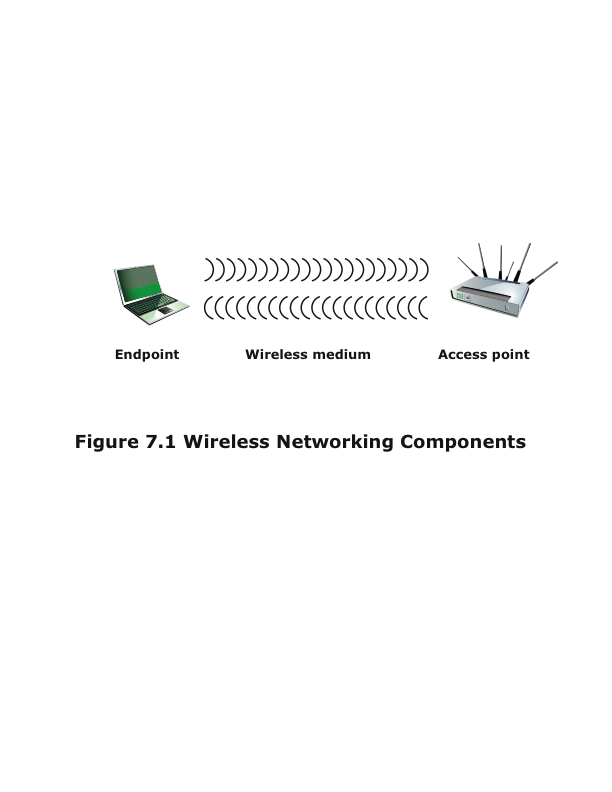 Endpoint Wireless medium Access point
Figure 7.1 Wireless Networking Components